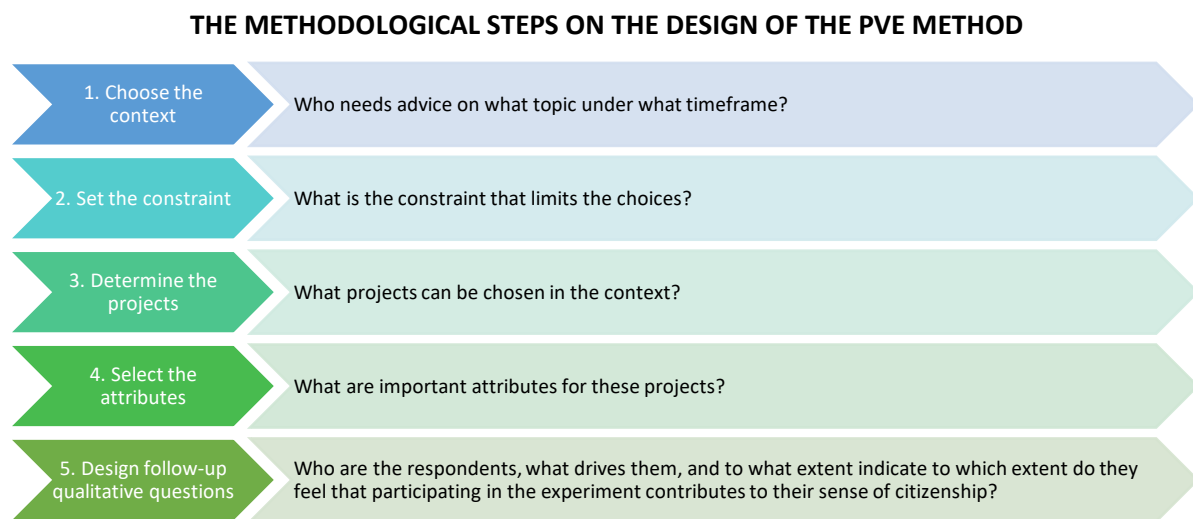 THE METHODOLOGICAL STEPS ON THE DESIGN OF THE PVE METHOD
1. Choose the
context
Who needs advice on what topic under what timeframe?
2. Set the constraint
What is the constraint that limits the choices?
3. Determine the
projects
What projects can be chosen in the context?
4. Select the
attributes
What are important attributes for these projects?
5. Design follow-up
qualitative questions
Who are the respondents, what drives them, and to what extent indicate to which extent do they
feel that participating in the experiment contributes to their sense of citizenship?